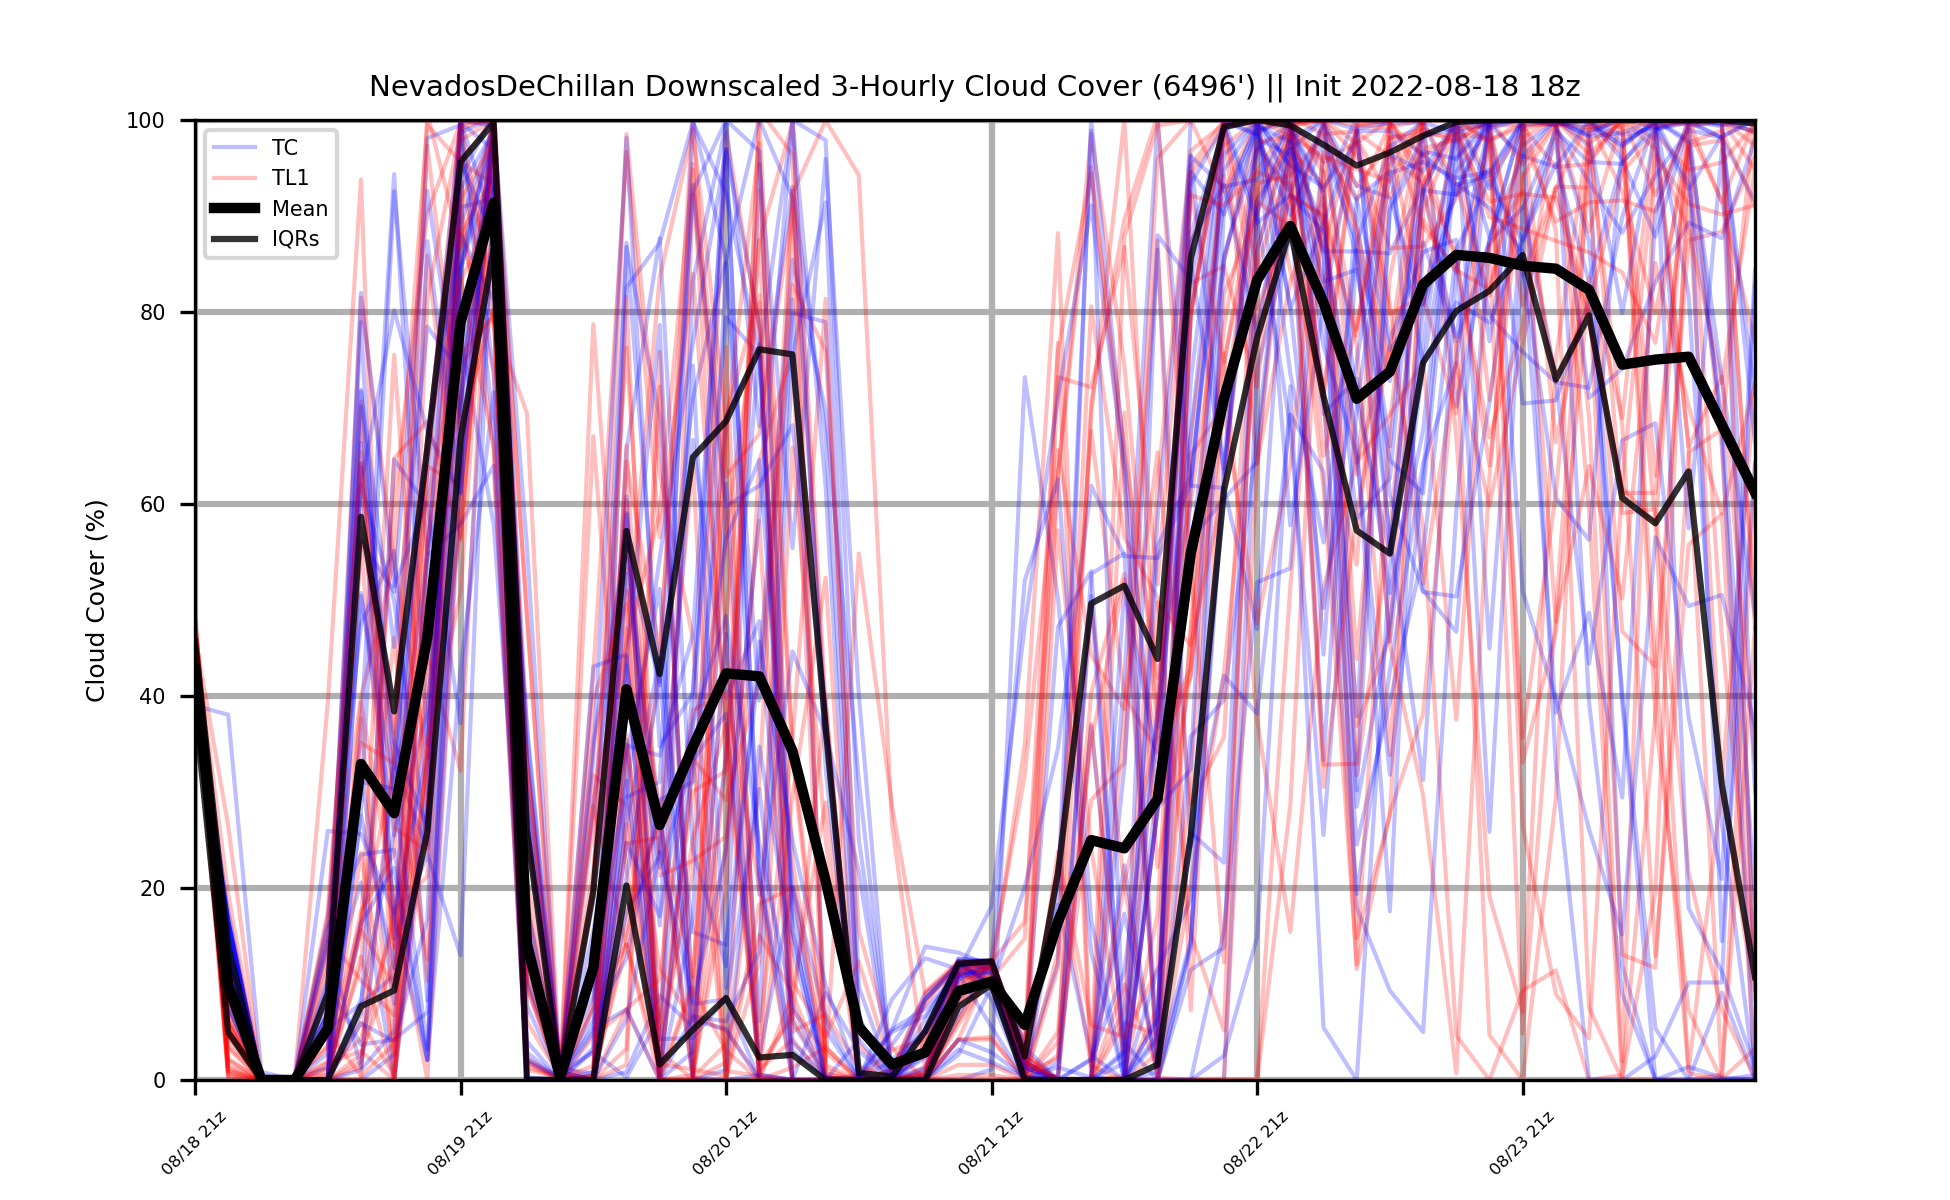 NevadosDeChillan Downscaled 3-Hourly Cloud Cover (6496') || Init 2022-08-18 18z
TC
TL1
Mean
IQRs
Cloud Cover (%)
100
80
60
40
20
0
08/18 21z
08/19 21z
08/20 21z
08/21 21z
08/22 21z
08/23 21z